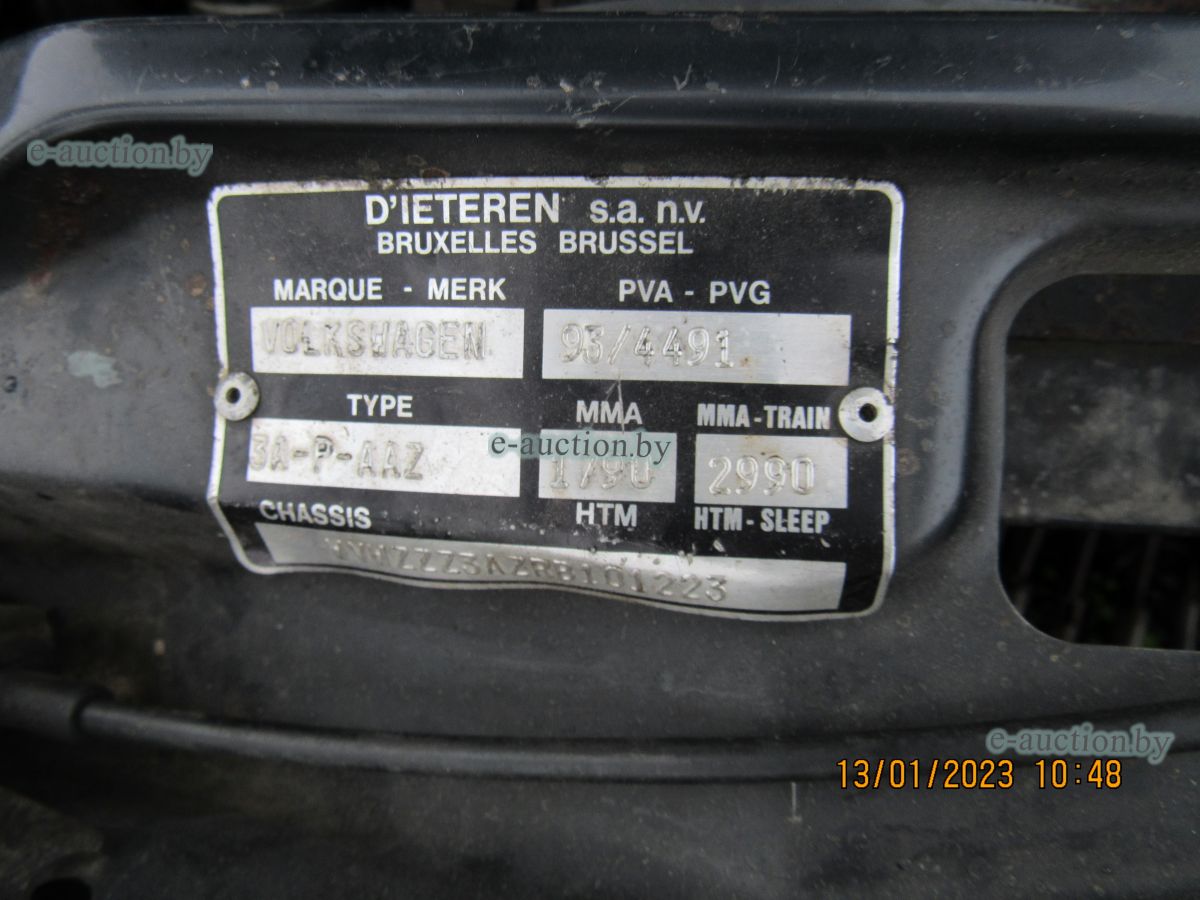 e-auction.by
D'IETEREN s.a. n.v.
BRUXELLES BRUSSEL
MARQUE - MERK PVA - PVG
VOLKSWAGEN 93/4491
TYPE MMA MMA-TRAIN
e-auction.by
3A-P-AAZ 1790 2990
CHASSIS HTM HTM-SLEEP
e-auction.by
13/01/2023 10:48